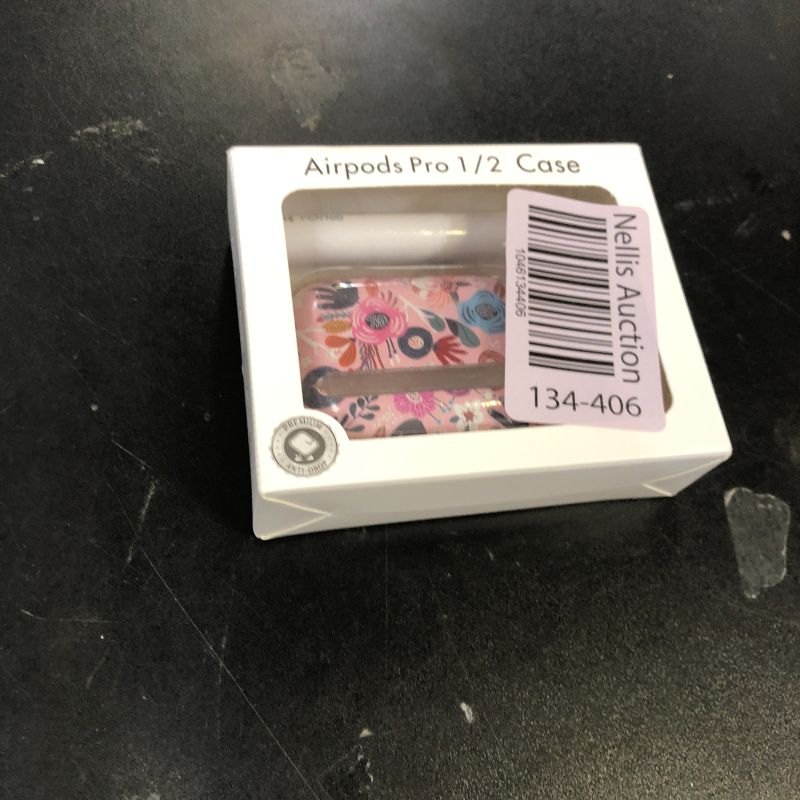 Airpods Pro 1/2 Case
Nellis Auction
1046134406
134-406
PREMIUM
ANTI-DROP